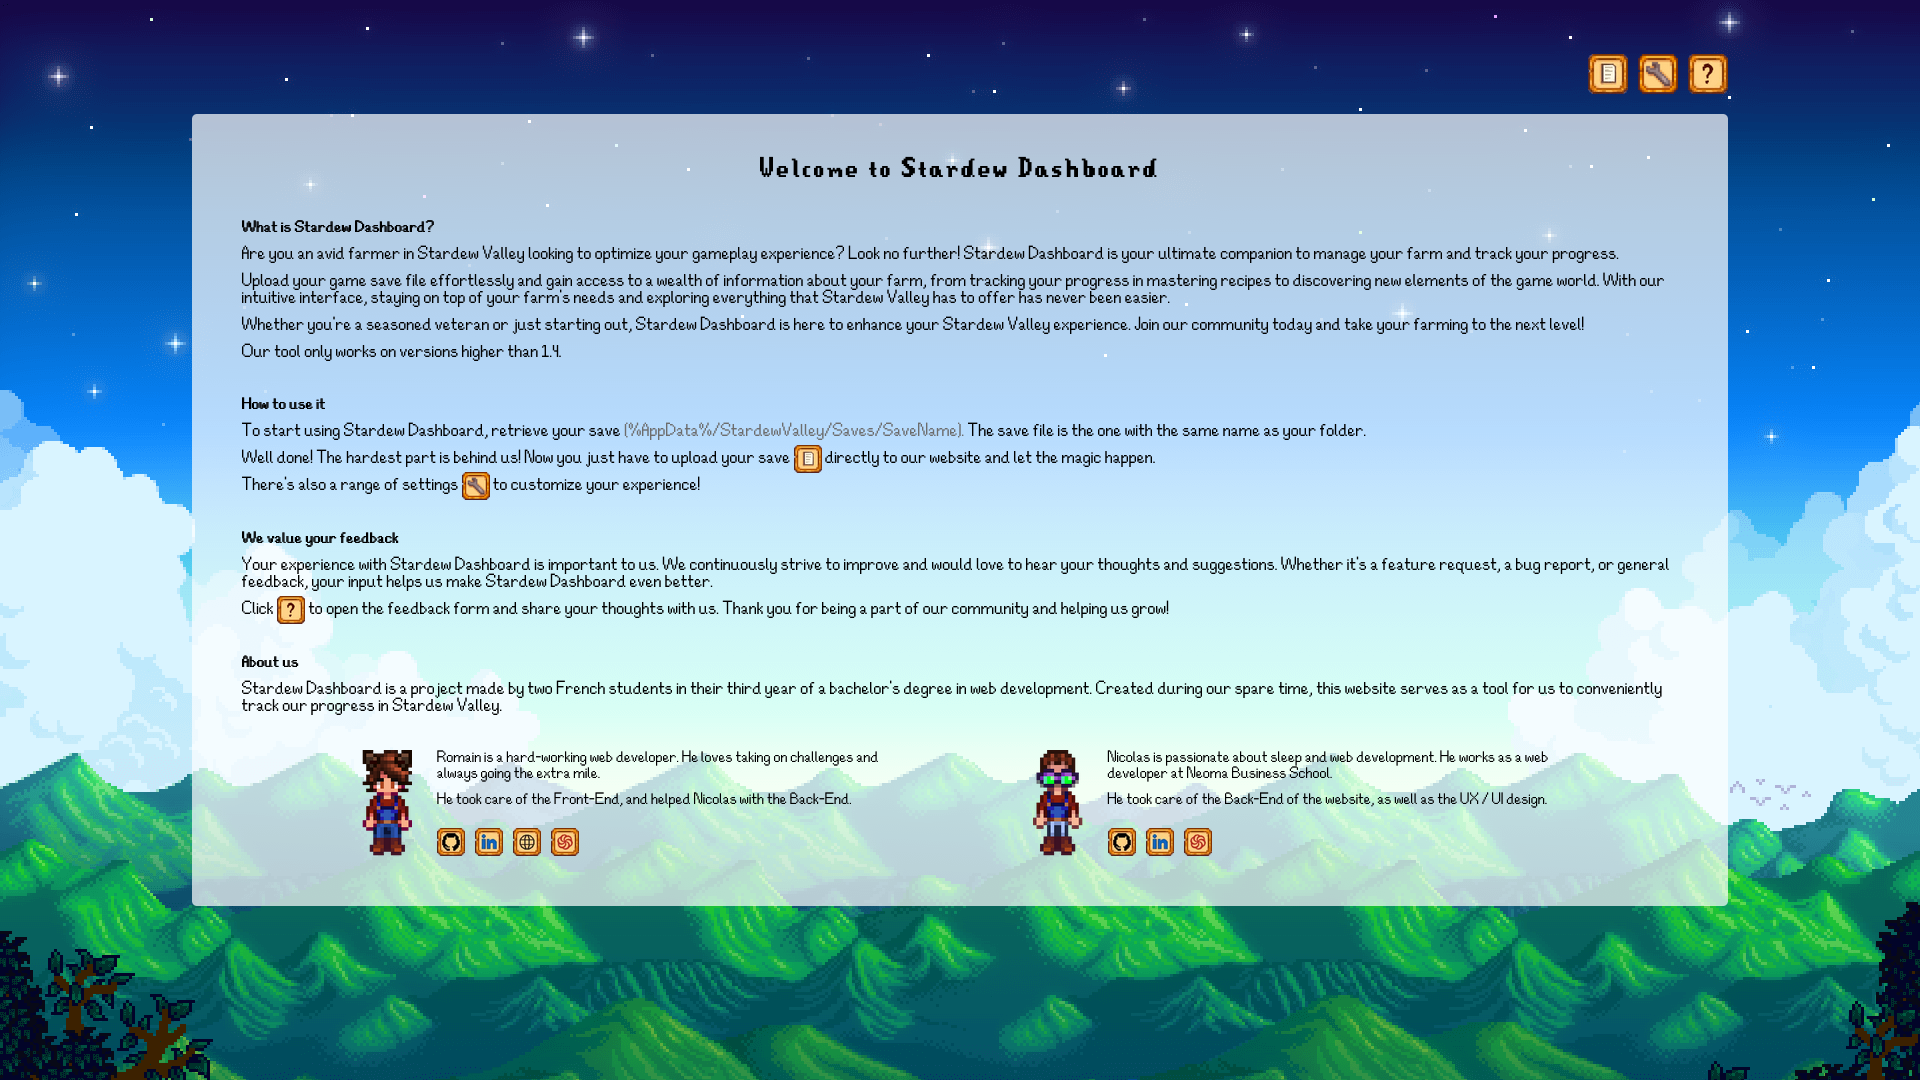 ?
Welcome to Stardew Dashboard
What is Stardew Dashboard?
Are you an avid farmer in Stardew Valley looking to optimize your gameplay experience? Look no further! Stardew Dashboard is your ultimate companion to manage your farm and track your progress.
Upload your game save file effortlessly and gain access to a wealth of information about your farm, from tracking your progress in mastering recipes to discovering new elements of the game world. With our
intuitive interface, staying on top of your farm's needs and exploring everything that Stardew Valley has to offer has never been easier.
Whether you're a seasoned veteran or just starting out, Stardew Dashboard is here to enhance your Stardew Valley experience. Join our community today and take your farming to the next level!
Our tool only works on versions higher than 1.4.
How to use it
To start using Stardew Dashboard, retrieve your save (%AppData%/StardewValley/Saves/SaveName). The save file is the one with the same name as your folder.
Well done! The hardest part is behind us! Now you just have to upload your save directly to our website and let the magic happen.
There's also a range of settings to customize your experience!
We value your feedback
Your experience with Stardew Dashboard is important to us. We continuously strive to improve and would love to hear your thoughts and suggestions. Whether it's a feature request, a bug report, or general
feedback, your input helps us make Stardew Dashboard even better.
Click ? to open the feedback form and share your thoughts with us. Thank you for being a part of our community and helping us grow!
About us
Stardew Dashboard is a project made by two French students in their third year of a bachelor's degree in web development. Created during our spare time, this website serves as a tool for us to conveniently
track our progress in Stardew Valley.
Romain is a hard-working web developer. He loves taking on challenges and
always going the extra mile.
He took care of the Front-End, and helped Nicolas with the Back-End.
in
Nicolas is passionate about sleep and web development. He works as a web
developer at Neoma Business School.
He took care of the Back-End of the website, as well as the UX / UI design.
in